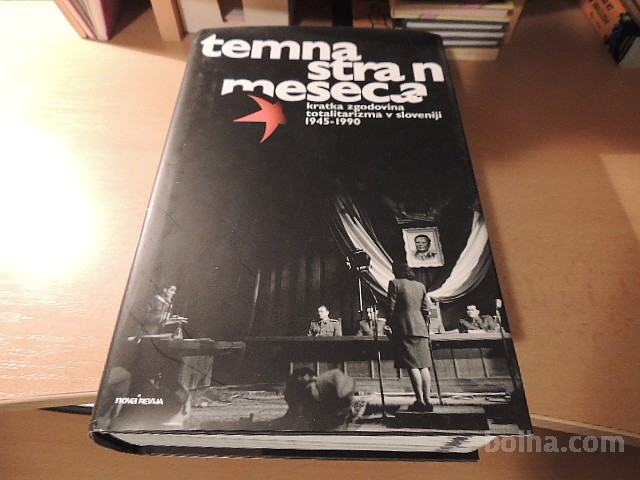 temna
stran
meseca
kratka zgodovina
totalitarizma v sloveniji
1945-1990
nova REVIJA
bolha.com